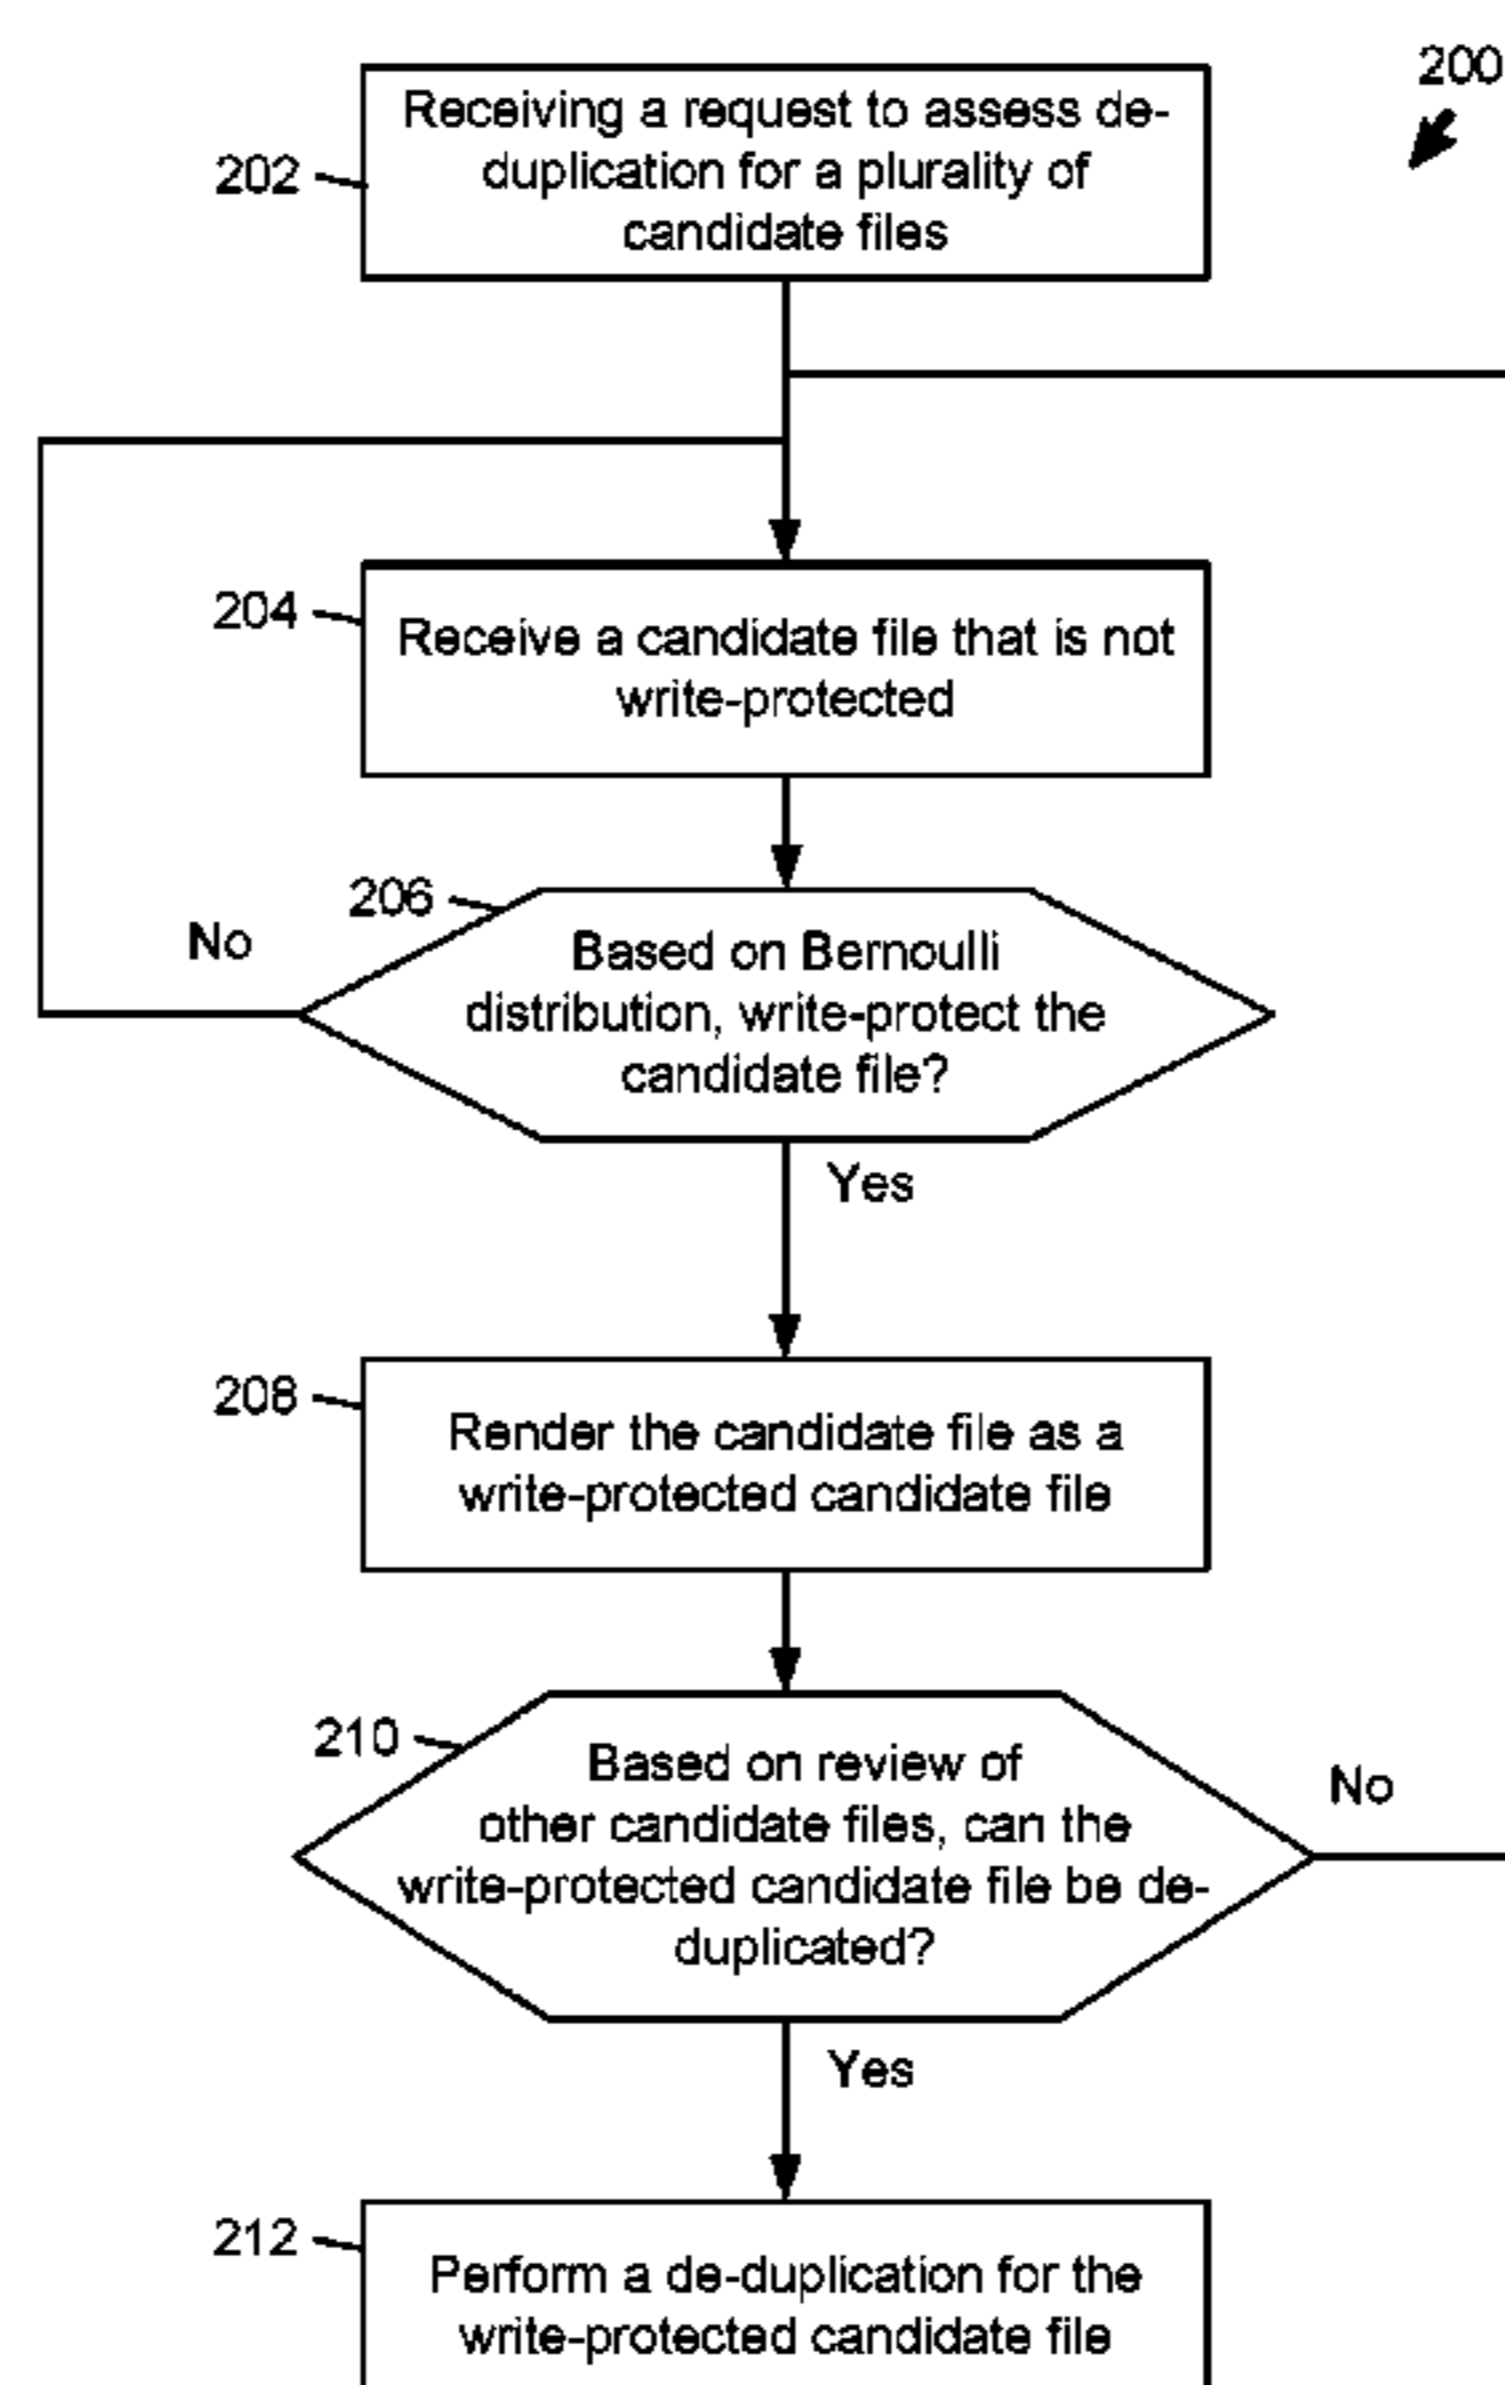 200
Receiving a request to assess de-
duplication for a plurality of
candidate files
202
204
Receive a candidate file that is not
write-protected
206
No
Based on Bernoulli
distribution, write-protect the
candidate file?
Yes
208
Render the candidate file as a
write-protected candidate file
210
Based on review of
other candidate files, can the
write-protected candidate file be de-
duplicated?
No
Yes
212
Perform a de-duplication for the
write-protected candidate file